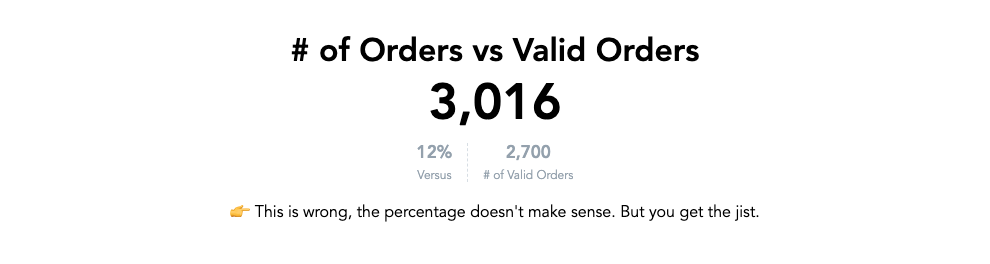 # of Orders vs Valid Orders
3,016
12% 2,700
Versus # of Valid Orders
👉 This is wrong, the percentage doesn't make sense. But you get the jist.